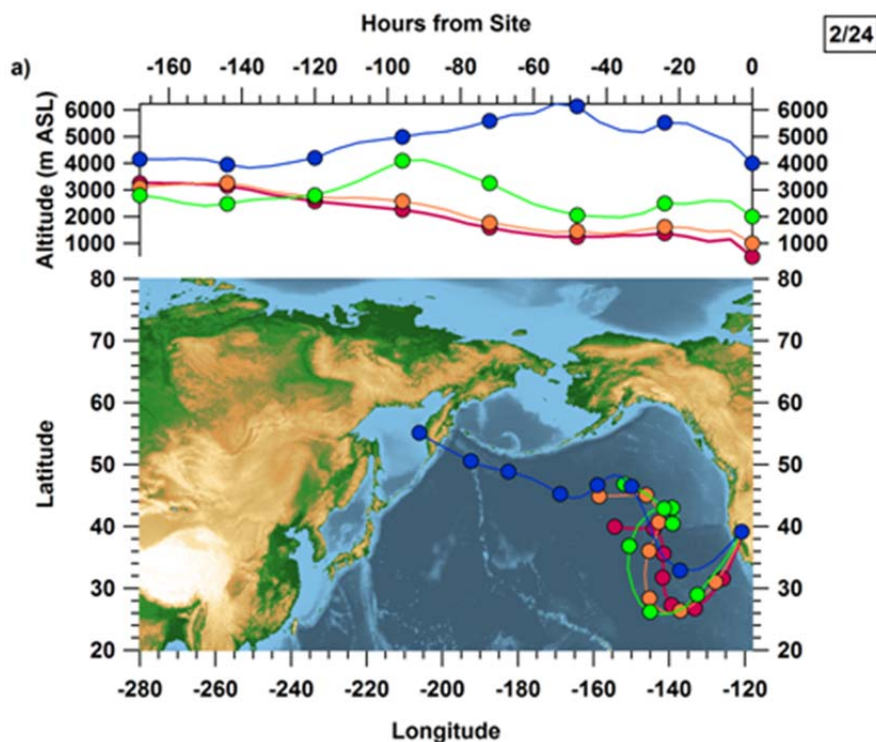 Hours from Site
2/24
a)
-160 -140 -120 -100 -80 -60 -40 -20 0
Altitude (m ASL)
6000 6000
5000 5000
4000 4000
3000 3000
2000 2000
1000 1000
Latitude
80 80
70 70
60 60
50 50
40 40
30 30
20 20
-280 -260 -240 -220 -200 -180 -160 -140 -120
Longitude